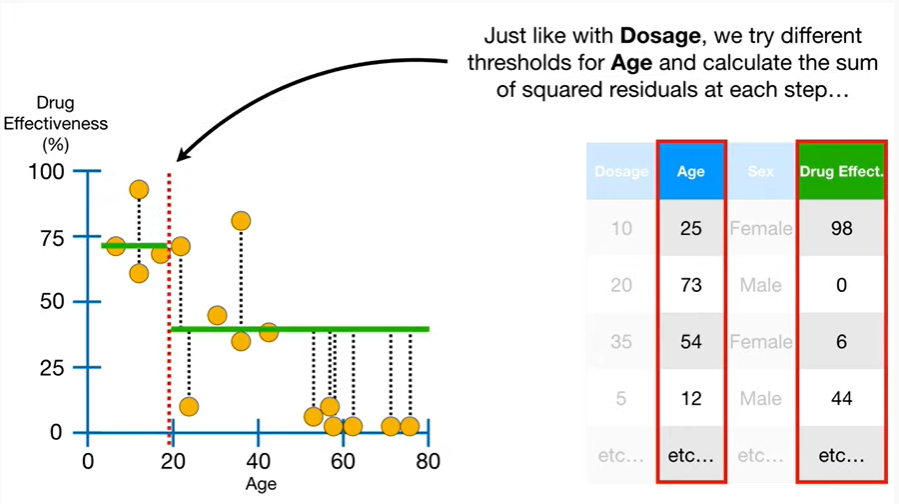 Just like with Dosage, we try different
thresholds for Age and calculate the sum
of squared residuals at each step…
Drug
Effectiveness
(%)
100
75
50
25
0
0 20 40 60 80
Age
Dosage Age Sex Drug Effect.
10 25 Female 98
20 73 Male 0
35 54 Female 6
5 12 Male 44
etc… etc… etc… etc…